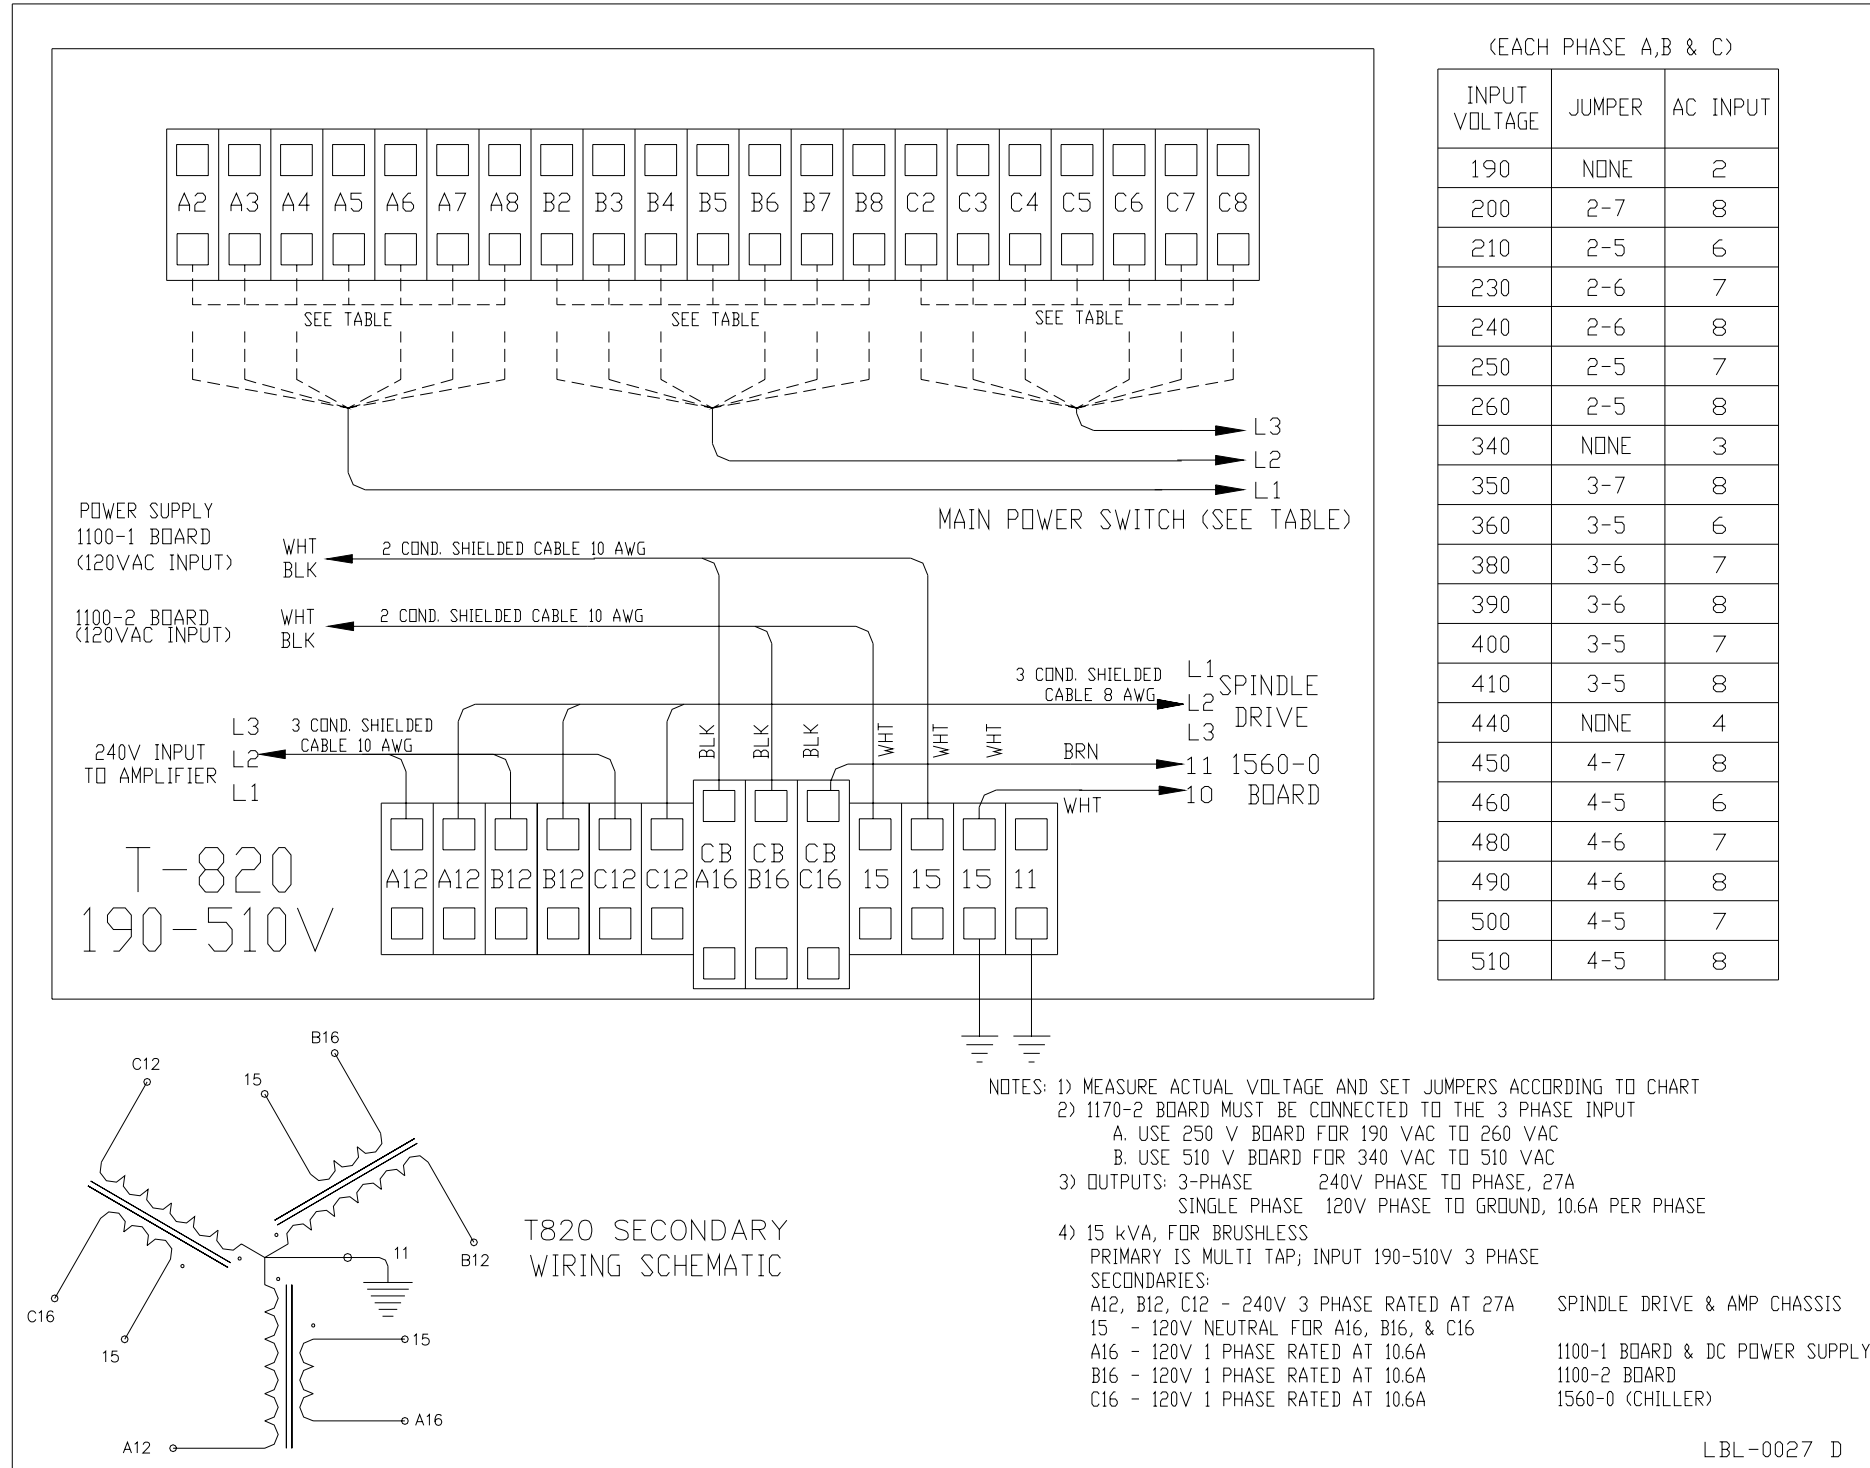 (EACH PHASE A,B & C)
INPUT VOLTAGE JUMPER AC INPUT
190 NONE 2
200 2-7 8
210 2-5 6
230 2-6 7
240 2-6 8
250 2-5 7
260 2-5 8
340 NONE 3
350 3-7 8
360 3-5 6
380 3-6 7
390 3-6 8
400 3-5 7
410 3-5 8
440 NONE 4
450 4-7 8
460 4-5 6
480 4-6 7
490 4-6 8
500 4-5 7
510 4-5 8
A2 A3 A4 A5 A6 A7 A8 B2 B3 B4 B5 B6 B7 B8 C2 C3 C4 C5 C6 C7 C8
SEE TABLE SEE TABLE SEE TABLE
L3
L2
L1
MAIN POWER SWITCH (SEE TABLE)
POWER SUPPLY
1100-1 BOARD
(120VAC INPUT)
WHT
BLK
2 COND. SHIELDED CABLE 10 AWG
1100-2 BOARD
(120VAC INPUT)
WHT
BLK
2 COND. SHIELDED CABLE 10 AWG
3 COND. SHIELDED
CABLE 8 AWG
L1
L2
L3
SPINDLE
DRIVE
240V INPUT
TO AMPLIFIER
L3
L2
L1
3 COND. SHIELDED
CABLE 10 AWG
BLK BLK BLK WHT WHT WHT
BRN
11 1560-0
10 BOARD
WHT
T-820
190-510V
A12 A12 B12 B12 C12 C12 CB A16 CB B16 CB C16 15 15 15 11
B16
C12
15
11
B12
C16
15
15
A16
A12
T820 SECONDARY
WIRING SCHEMATIC
NOTES: 1) MEASURE ACTUAL VOLTAGE AND SET JUMPERS ACCORDING TO CHART
2) 1170-2 BOARD MUST BE CONNECTED TO THE 3 PHASE INPUT
A. USE 250 V BOARD FOR 190 VAC TO 260 VAC
B. USE 510 V BOARD FOR 340 VAC TO 510 VAC
3) OUTPUTS: 3-PHASE 240V PHASE TO PHASE, 27A
SINGLE PHASE 120V PHASE TO GROUND, 10.6A PER PHASE
4) 15 kVA, FOR BRUSHLESS
PRIMARY IS MULTI TAP; INPUT 190-510V 3 PHASE
SECONDARIES:
A12, B12, C12 - 240V 3 PHASE RATED AT 27A SPINDLE DRIVE & AMP CHASSIS
15 - 120V NEUTRAL FOR A16, B16, & C16
A16 - 120V 1 PHASE RATED AT 10.6A 1100-1 BOARD & DC POWER SUPPLY
B16 - 120V 1 PHASE RATED AT 10.6A 1100-2 BOARD
C16 - 120V 1 PHASE RATED AT 10.6A 1560-0 (CHILLER)
LBL-0027 D